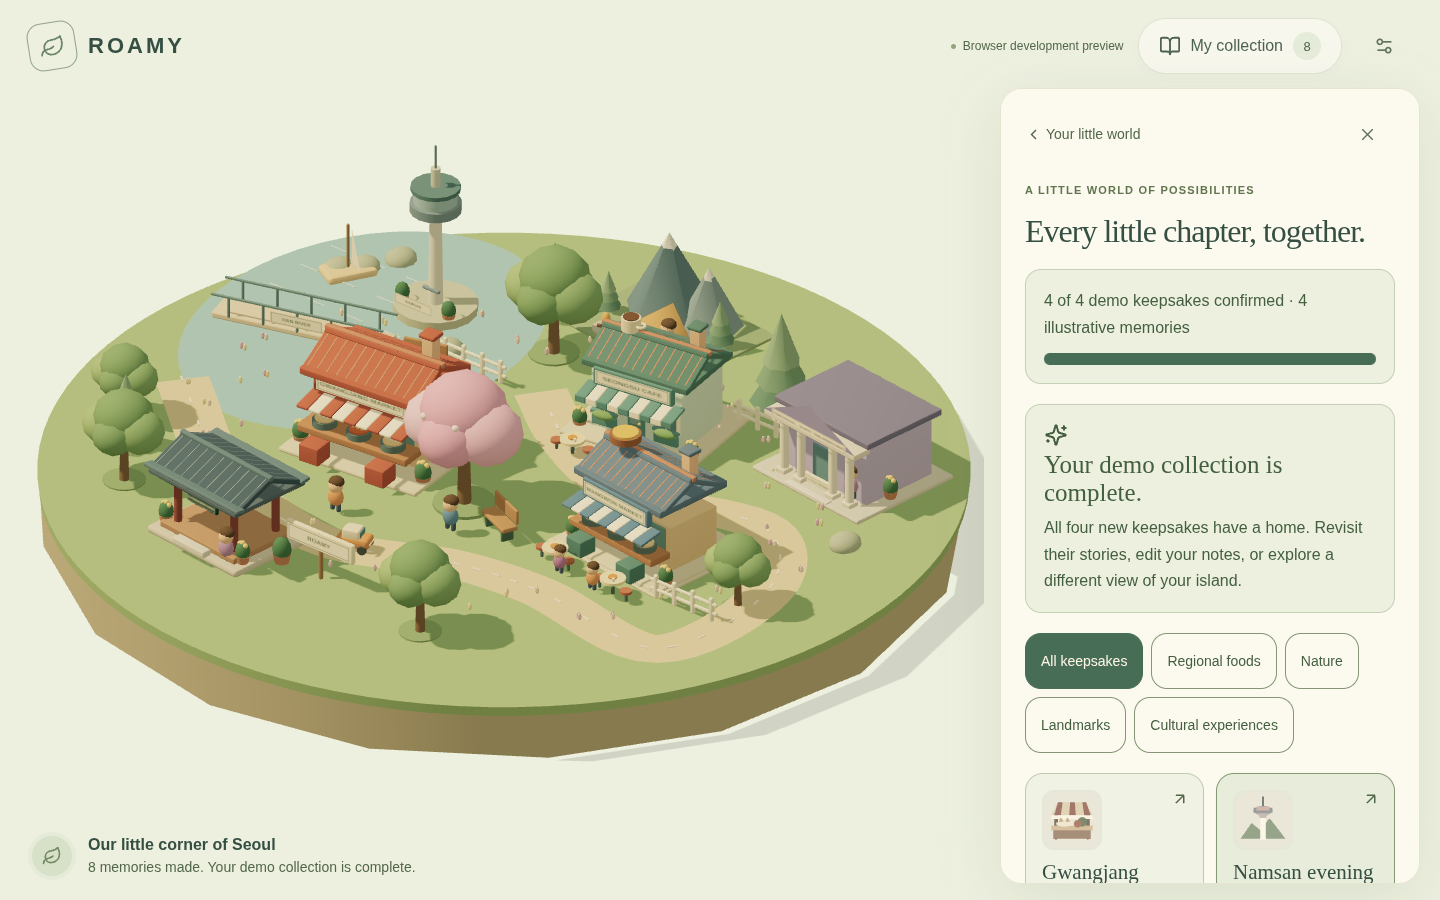 ROAMY
Browser development preview
My collection
8
Your little world
A LITTLE WORLD OF POSSIBILITIES
Every little chapter, together.
4 of 4 demo keepsakes confirmed · 4
illustrative memories
Your demo collection is
complete.
All four new keepsakes have a home. Revisit
their stories, edit your notes, or explore a
different view of your island.
All keepsakes
Regional foods
Nature
Landmarks
Cultural experiences
Gwangjang
Namsan evening
SEONGSU CAFE
ROAMY
Our little corner of Seoul
8 memories made. Your demo collection is complete.